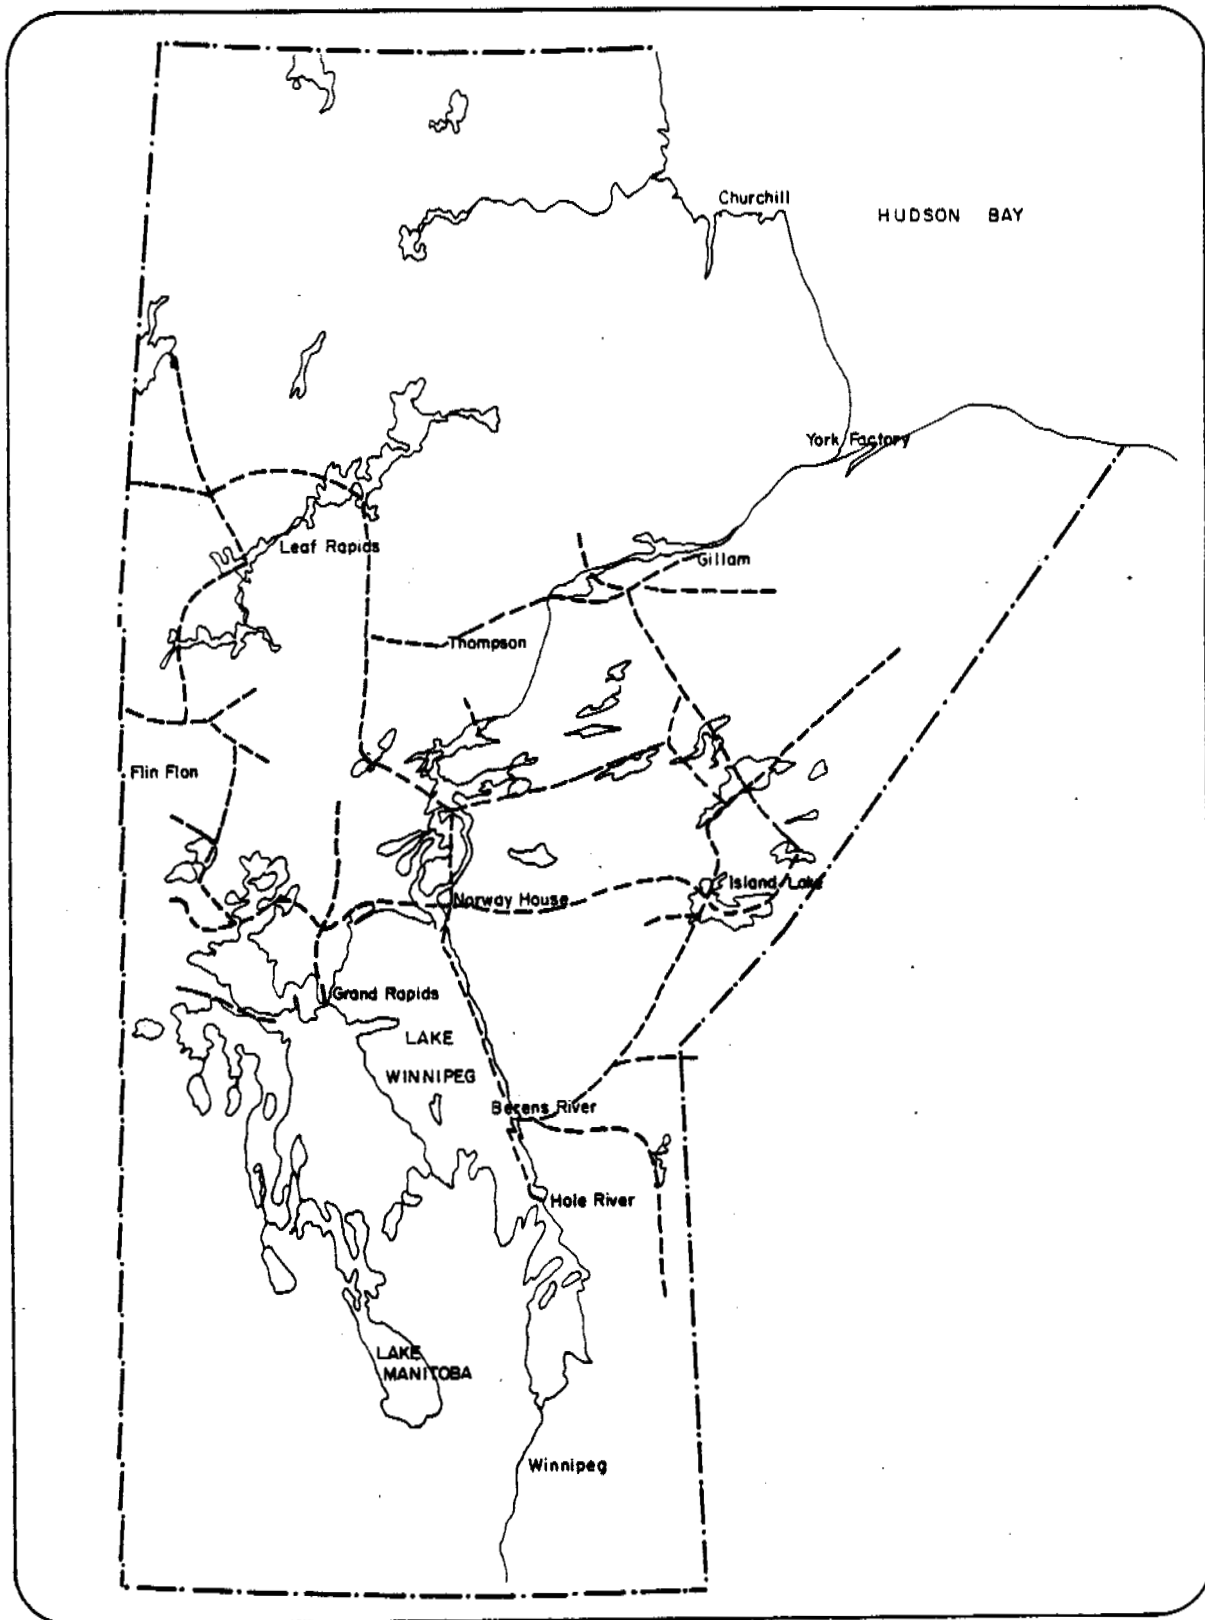 Churchill
HUDSON BAY
York Factory
Leaf Rapids
Gillam
Thompson
Flin Flon
Island Lake
Norway House
Grand Rapids
LAKE
WINNIPEG
Berens River
Hole River
LAKE
MANITOBA
Winnipeg